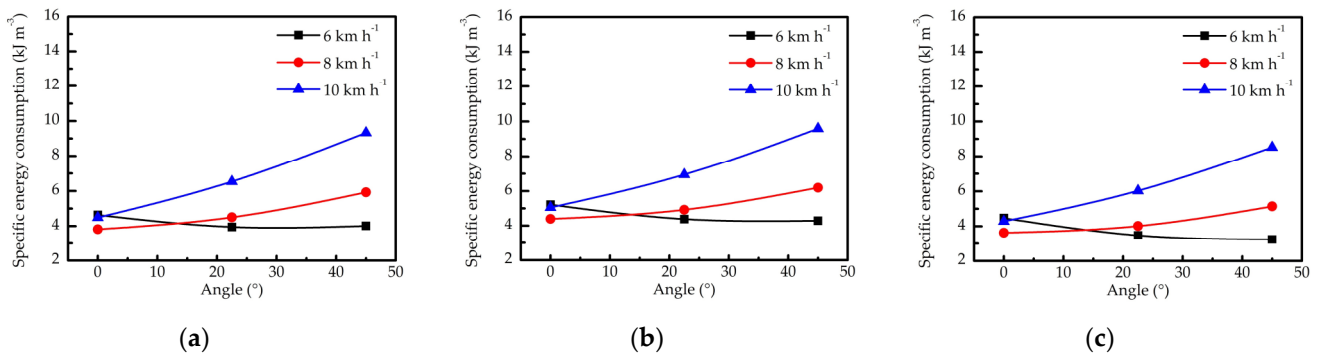 Specific energy consumption (kJ m⁻³)
16
14
12
10
8
6
4
2
0 10 20 30 40 50
Angle (°)
6 km h⁻¹
8 km h⁻¹
10 km h⁻¹
(a)
Specific energy consumption (kJ m⁻³)
16
14
12
10
8
6
4
2
0 10 20 30 40 50
Angle (°)
6 km h⁻¹
8 km h⁻¹
10 km h⁻¹
(b)
Specific energy consumption (kJ m⁻³)
16
14
12
10
8
6
4
2
0 10 20 30 40 50
Angle (°)
6 km h⁻¹
8 km h⁻¹
10 km h⁻¹
(c)